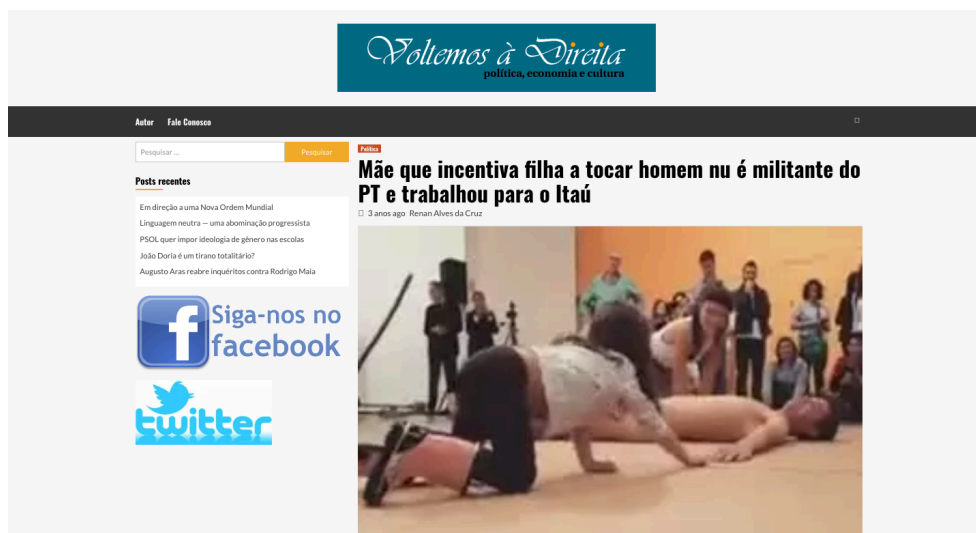 Voltemos à Direita
política, economia e cultura
Autor Fale Conosco
Pesquisar ... Pesquisar
Posts recentes
Em direção a uma Nova Ordem Mundial
Linguagem neutra — uma abominação progressista
PSOL quer impor ideologia de gênero nas escolas
João Doria é um tirano totalitário?
Augusto Aras reabre inquéritos contra Rodrigo Maia
f Siga-nos no
facebook
twitter
Política
Mãe que incentiva filha a tocar homem nu é militante do
PT e trabalhou para o Itaú
3 anos ago Renan Alves da Cruz